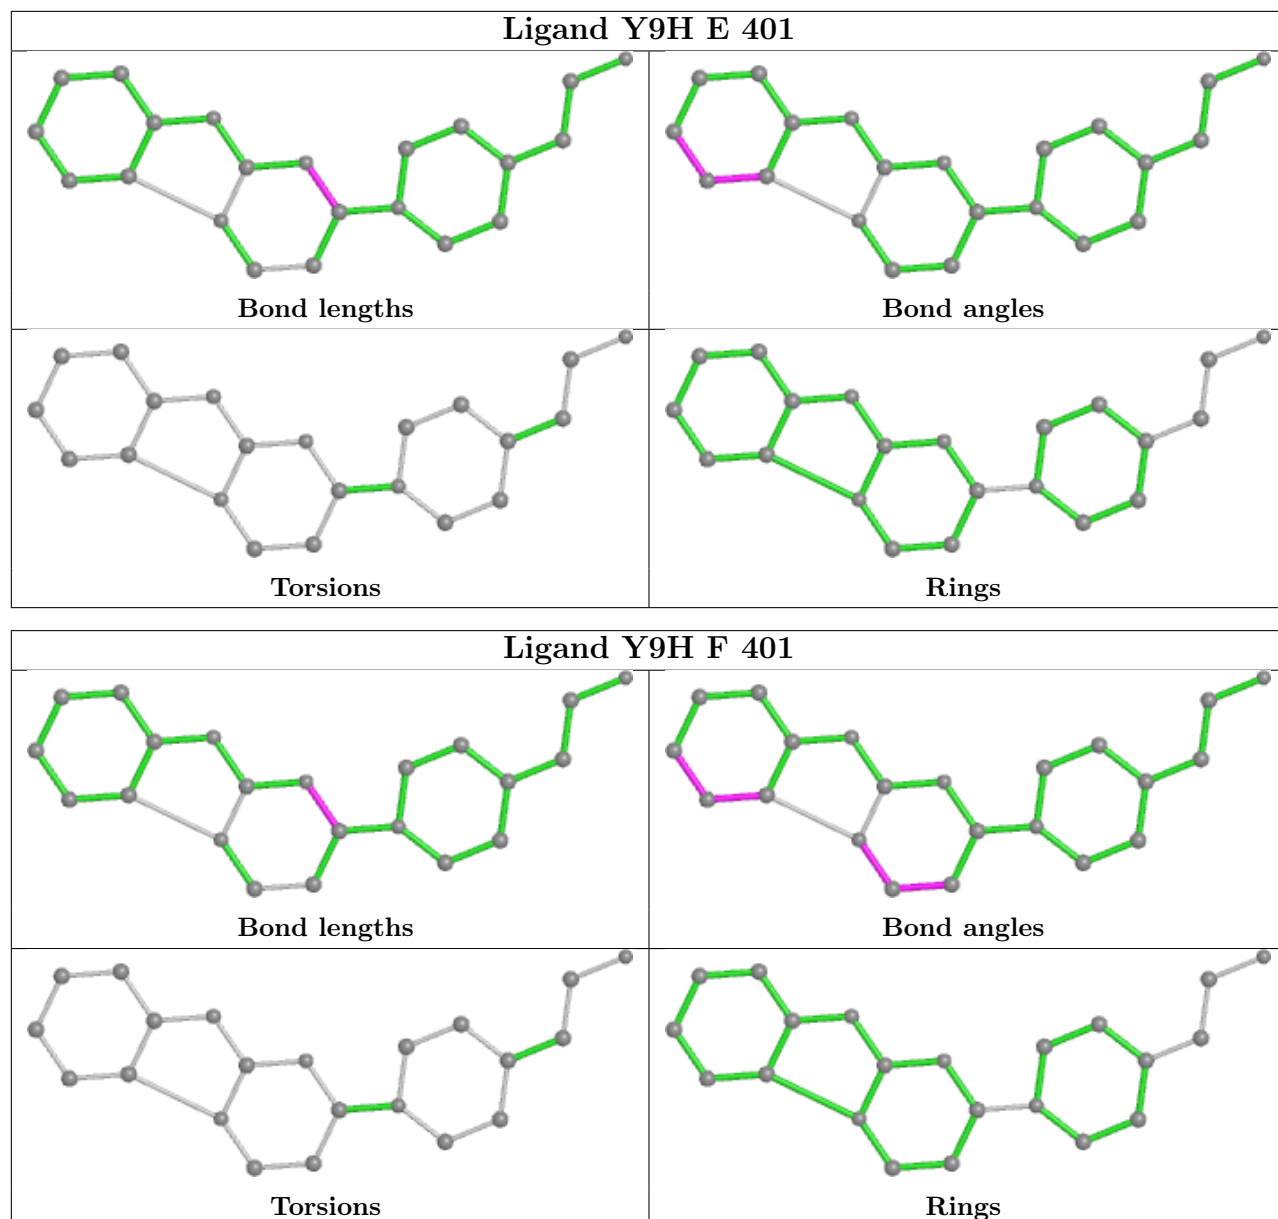 Ligand Y9H E 401
Bond lengths
Bond angles
Torsions
Rings
Ligand Y9H F 401
Bond lengths
Bond angles
Torsions
Rings